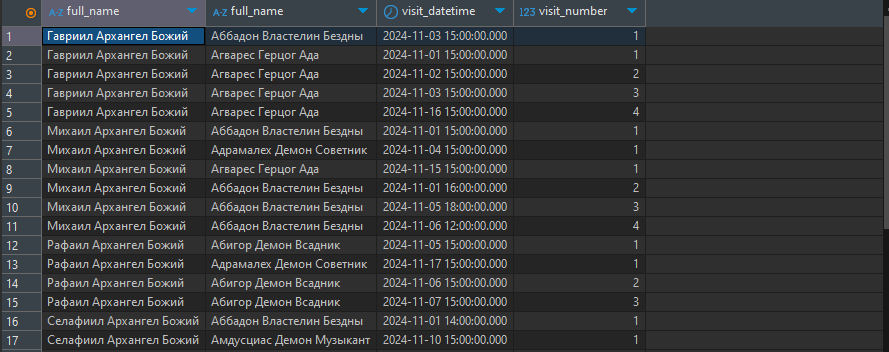 A-Z full_name A-Z full_name visit_datetime 123 visit_number
1 Гавриил Архангел Божий Аббадон Властелин Бездны 2024-11-03 15:00:00.000 1
2 Гавриил Архангел Божий Агварес Герцог Ада 2024-11-01 15:00:00.000 1
3 Гавриил Архангел Божий Агварес Герцог Ада 2024-11-02 15:00:00.000 2
4 Гавриил Архангел Божий Агварес Герцог Ада 2024-11-03 15:00:00.000 3
5 Гавриил Архангел Божий Агварес Герцог Ада 2024-11-16 15:00:00.000 4
6 Михаил Архангел Божий Аббадон Властелин Бездны 2024-11-01 15:00:00.000 1
7 Михаил Архангел Божий Адрамалех Демон Советник 2024-11-04 15:00:00.000 1
8 Михаил Архангел Божий Агварес Герцог Ада 2024-11-15 15:00:00.000 1
9 Михаил Архангел Божий Аббадон Властелин Бездны 2024-11-01 16:00:00.000 2
10 Михаил Архангел Божий Аббадон Властелин Бездны 2024-11-05 18:00:00.000 3
11 Михаил Архангел Божий Аббадон Властелин Бездны 2024-11-06 12:00:00.000 4
12 Рафаил Архангел Божий Абигор Демон Всадник 2024-11-05 15:00:00.000 1
13 Рафаил Архангел Божий Адрамалех Демон Советник 2024-11-17 15:00:00.000 1
14 Рафаил Архангел Божий Абигор Демон Всадник 2024-11-06 15:00:00.000 2
15 Рафаил Архангел Божий Абигор Демон Всадник 2024-11-07 15:00:00.000 3
16 Селафиил Архангел Божий Аббадон Властелин Бездны 2024-11-01 14:00:00.000 1
17 Селафиил Архангел Божий Амдусциас Демон Музыкант 2024-11-10 15:00:00.000 1